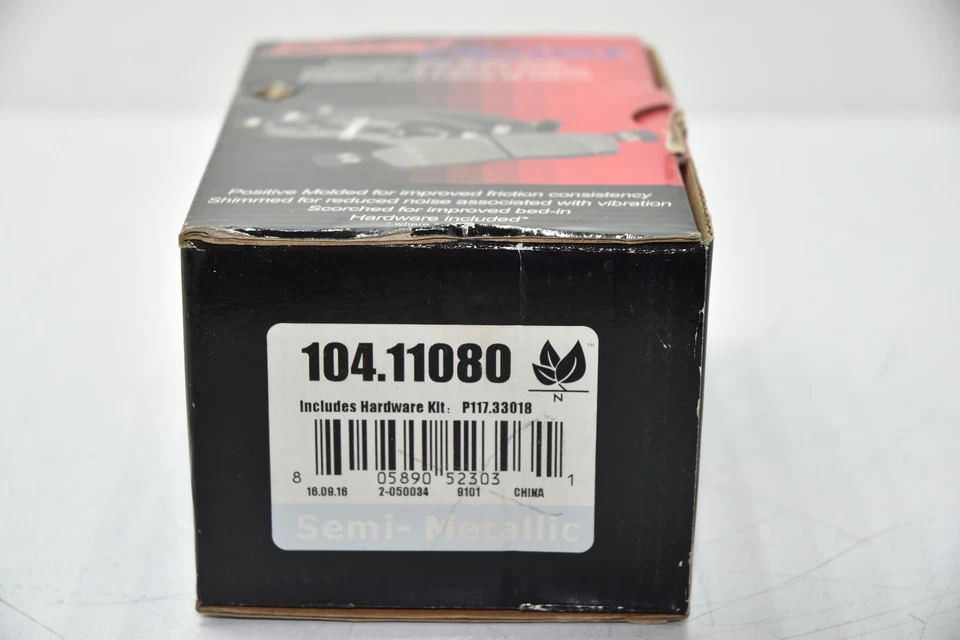 Positive Molded for improved friction consistency
Shimmed for reduced noise associated with vibration
Scorched for improved bed-in
Hardware included*
104.11080
TM
N
Includes Hardware Kit: P117.33018
8 05890 52303 1
16.09.16 2-050034 9101 CHINA
Semi- Metallic